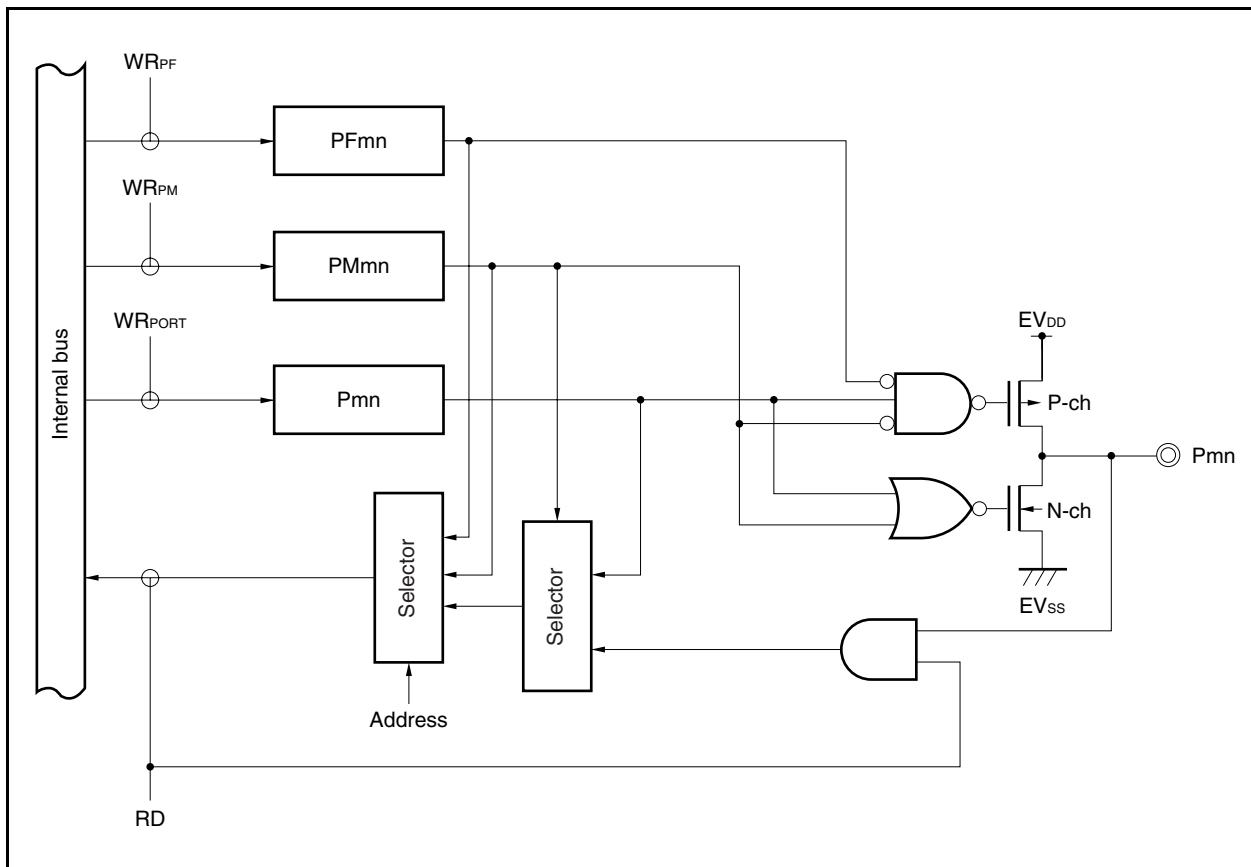 WRPF
PFmn
WRPM
PMmn
WRPORT
Pmn
Internal bus
EVDD
P-ch
Pmn
N-ch
EVSS
Selector
Selector
Address
RD